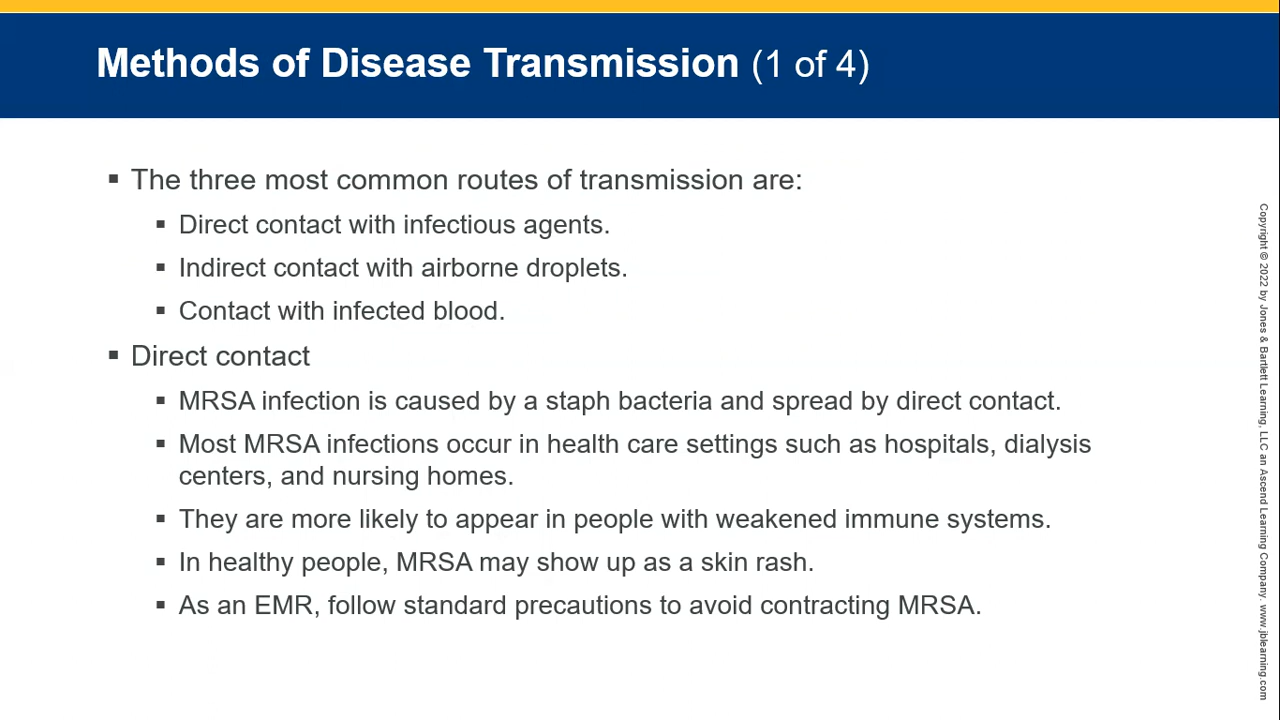 Methods of Disease Transmission (1 of 4)
▪ The three most common routes of transmission are:
▪ Direct contact with infectious agents.
▪ Indirect contact with airborne droplets.
▪ Contact with infected blood.
▪ Direct contact
▪ MRSA infection is caused by a staph bacteria and spread by direct contact.
▪ Most MRSA infections occur in health care settings such as hospitals, dialysis
centers, and nursing homes.
▪ They are more likely to appear in people with weakened immune systems.
▪ In healthy people, MRSA may show up as a skin rash.
▪ As an EMR, follow standard precautions to avoid contracting MRSA.
Copyright © 2022 by Jones & Bartlett Learning, LLC an Ascend Learning Company. www.jblearning.com